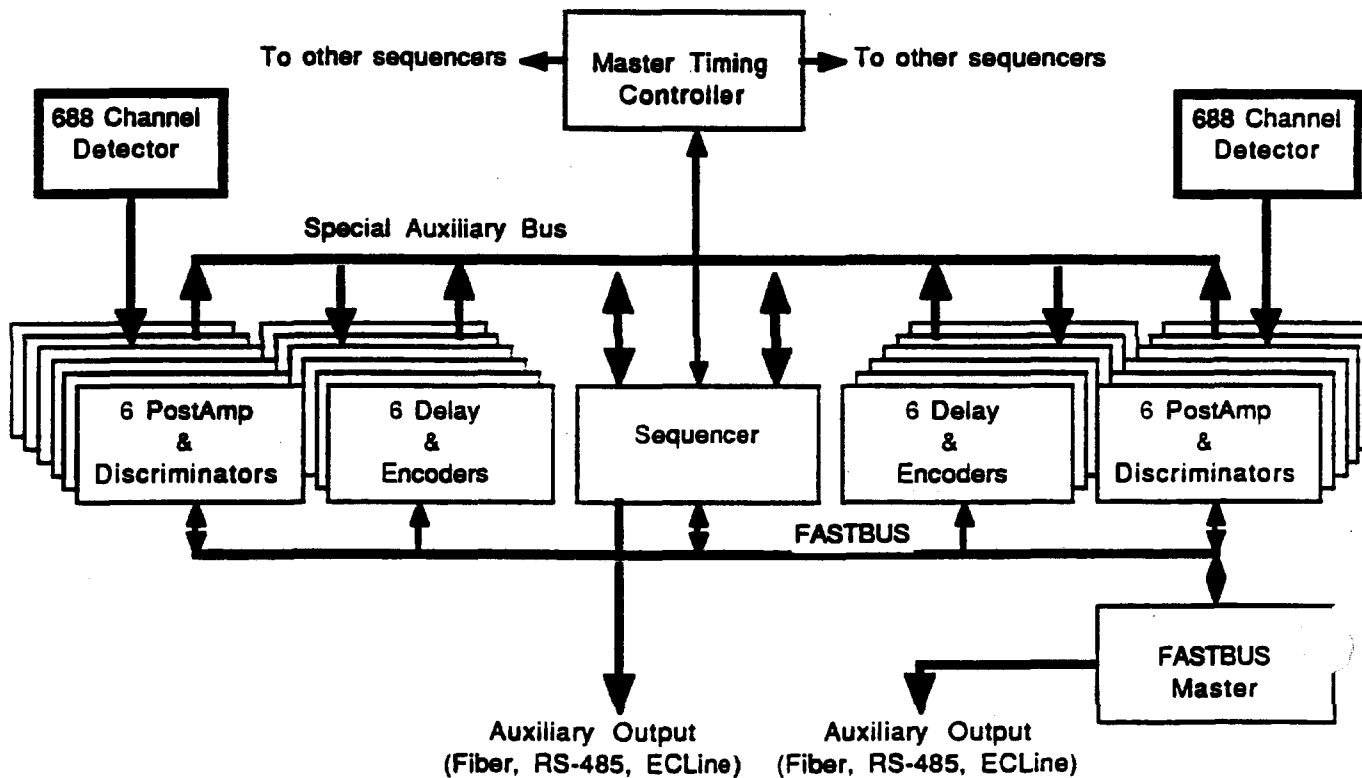 To other sequencers
Master Timing
Controller
To other sequencers
688 Channel
Detector
688 Channel
Detector
Special Auxiliary Bus
6 PostAmp
&
Discriminators
6 Delay
&
Encoders
Sequencer
6 Delay
&
Encoders
6 PostAmp
&
Discriminators
FASTBUS
FASTBUS
Master
Auxiliary Output
(Fiber, RS-485, ECLine)
Auxiliary Output
(Fiber, RS-485, ECLine)